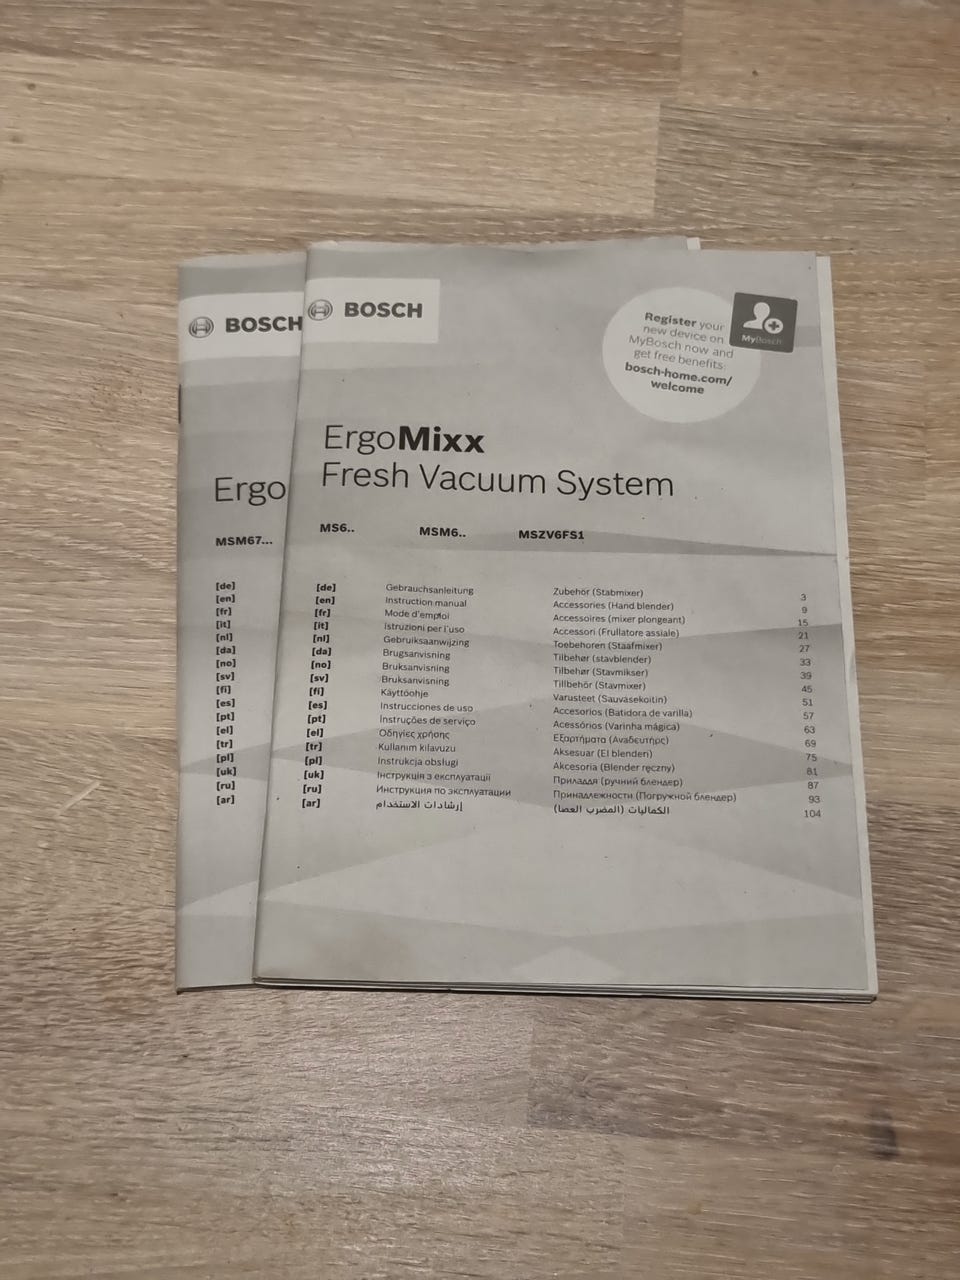 BOSCH
Ergo
MSM67...
[de]
[en]
[fr]
[it]
[nl]
[da]
[no]
[sv]
[fi]
[es]
[pt]
[el]
[tr]
[pl]
[uk]
[ru]
[ar]
BOSCH
Register your
new device on
MyBosch now and
get free benefits:
bosch-home.com/
welcome
MyBosch
ErgoMixx
Fresh Vacuum System
MS6.. MSM6.. MSZV6FS1
[de] Gebrauchsanleitung Zubehör (Stabmixer) 3
[en] Instruction manual Accessories (Hand blender) 9
[fr] Mode d'emploi Accessoires (mixer plongeant) 15
[it] Istruzioni per l'uso Accessori (Frullatore assiale) 21
[nl] Gebruiksaanwijzing Toebehoren (Staafmixer) 27
[da] Brugsanvisning Tilbehør (stavblender) 33
[no] Bruksanvisning Tilbehør (Stavmikser) 39
[sv] Bruksanvisning Tillbehör (Stavmixer) 45
[fi] Käyttöohje Varusteet (Sauvasekoitin) 51
[es] Instrucciones de uso Accesorios (Batidora de varilla) 57
[pt] Instruções de serviço Acessórios (Varinha mágica) 63
[el] Οδηγίες χρήσης Εξαρτήματα (Αναδευτήρς) 69
[tr] Kullanım kılavuzu Aksesuar (El blenderi) 75
[pl] Instrukcja obsługi Akcesoria (Blender ręczny) 81
[uk] Інструкція з експлуатації Приладдя (ручний блендер) 87
[ru] Инструкция по эксплуатации Принадлежности (Погружной блендер) 93
[ar] إرشادات الاستخدام الكماليات (المضرب العصا) 104